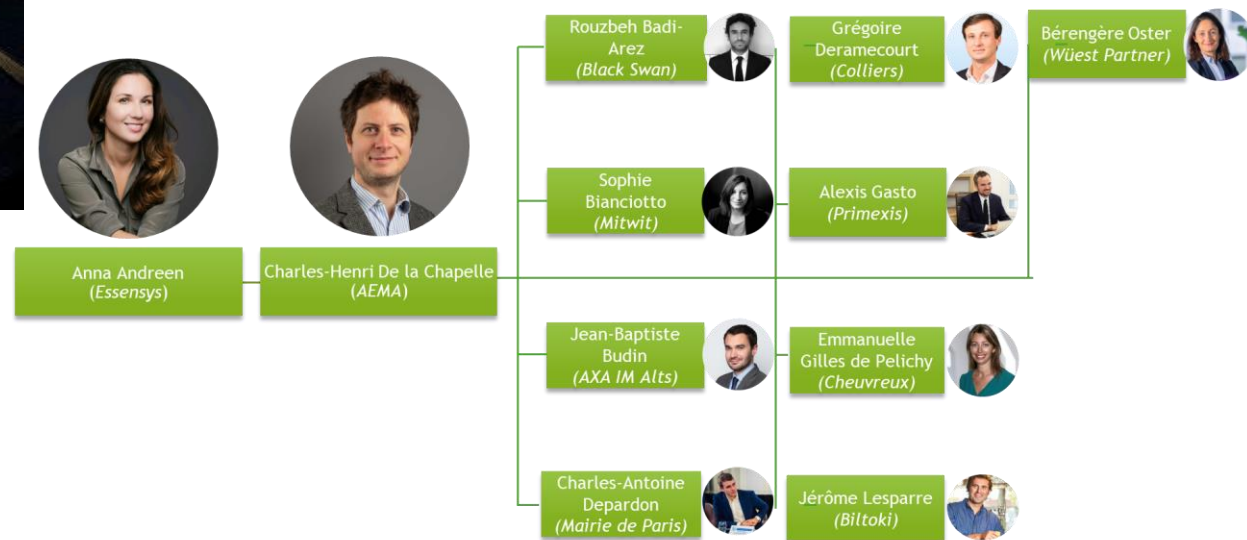 Anna Andreen
(Essensys)
Charles-Henri De la Chapelle
(AEMA)
Rouzbeh Badi-
Arez
(Black Swan)
Sophie
Bianciotto
(Mitwit)
Jean-Baptiste
Budin
(AXA IM Alts)
Charles-Antoine
Depardon
(Mairie de Paris)
Grégoire
Deramecourt
(Colliers)
Alexis Gasto
(Primexis)
Emmanuelle
Gilles de Pelichy
(Cheuvreux)
Jérôme Lesparre
(Biltoki)
Bérengère Oster
(Wüest Partner)